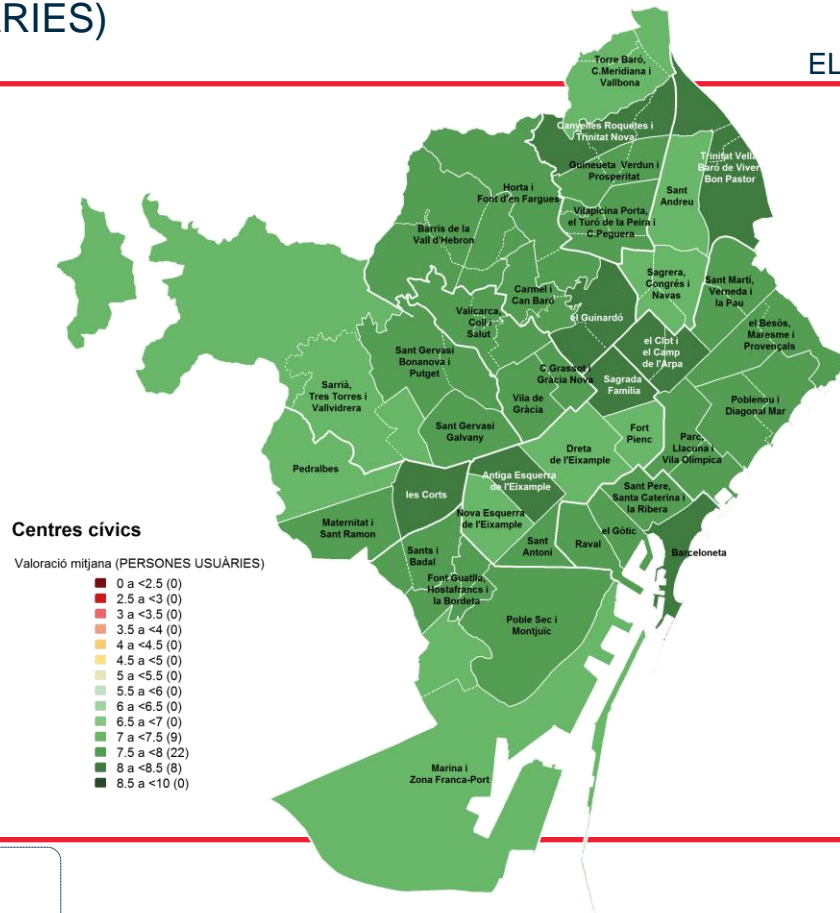 ÀRIES)
EL
Torre Baró,
C.Meridiana i
Vallbona
Canyelles Roquetes i
Trinitat Nova
Trinitat Vella
Baró de Viver
Bon Pastor
Guineueta Verdun i
Prosperitat
Horta i
Font d'en Fargues
Sant
Andreu
Vilapicina Porta,
el Turó de la Peira i
C.Peguera
Barris de la
Vall d'Hebron
Sagrera,
Congrés i
Navas
Sant Martí,
Verneda i
la Pau
Carmel i
Can Baró
Valicarca,
Coll i
Salut
el Guinardó
el Besòs,
Maresme i
Provençals
el Clot i
el Camp
de l'Arpa
Sant Gervasi
Bonanova i
Putget
C.Grassot i
Gràcia Nova
Sagrada
Família
Sarrià,
Tres Torres i
Vallvidrera
Vila de
Gràcia
Poblenou i
Diagonal Mar
Sant Gervasi
Galvany
Fort
Pienc
Parc,
Llacuna i
Vila Olímpica
Dreta
de l'Eixample
Pedralbes
Antiga Esquerra
de l'Eixample
les Corts
Sant Pere,
Santa Caterina i
la Ribera
Nova Esquerra
de l'Eixample
Maternitat i
Sant Ramon
Sant
Antoni
Raval
el Gòtic
Barceloneta
Sants i
Badal
Font Guatlla,
Hostafrancs i
la Bordeta
Poble Sec i
Montjuïc
Marina i
Zona Franca-Port
Centres cívics
Valoració mitjana (PERSONES USUÀRIES)
0 a <2.5 (0)
2.5 a <3 (0)
3 a <3.5 (0)
3.5 a <4 (0)
4 a <4.5 (0)
4.5 a <5 (0)
5 a <5.5 (0)
5.5 a <6 (0)
6 a <6.5 (0)
6.5 a <7 (0)
7 a <7.5 (9)
7.5 a <8 (22)
8 a <8.5 (8)
8.5 a <10 (0)